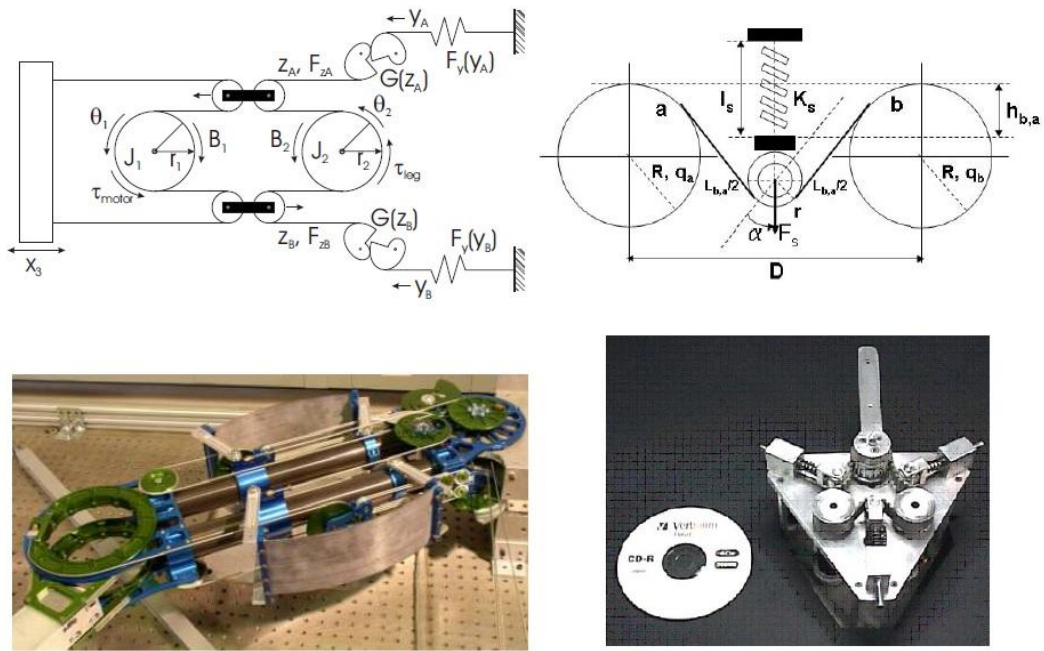 y_A
F_y(y_A)
z_A, F_zA
G(z_A)
θ_1
θ_2
J_1
r_1
B_1
B_2
J_2
r_2
τ_motor
τ_leg
G(z_B)
z_B, F_zB
F_y(y_B)
y_B
x_3
l_s
K_s
a
b
h_b,a
R, q_a
L_b,a/2
L_b,a/2
R, q_b
r
α
F_s
D
CD-R